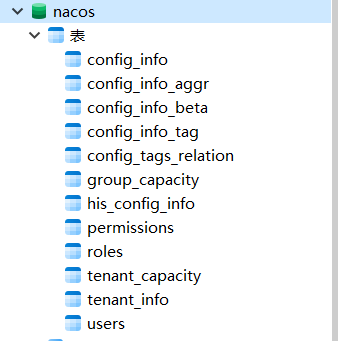 nacos
表
config_info
config_info_aggr
config_info_beta
config_info_tag
config_tags_relation
group_capacity
his_config_info
permissions
roles
tenant_capacity
tenant_info
users